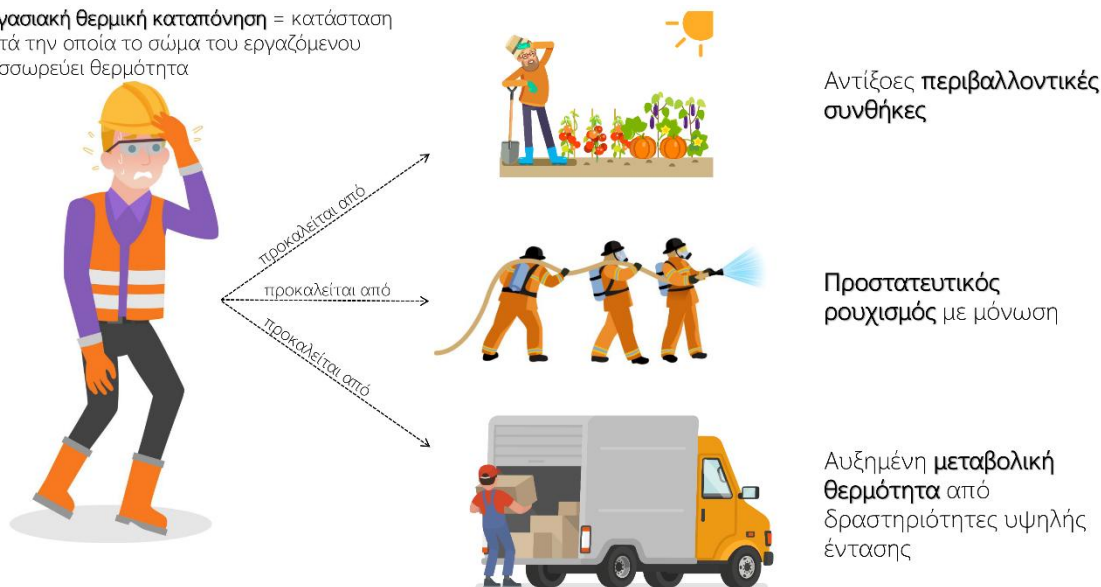 γασιακή θερμική καταπόνηση = κατάσταση
τά την οποία το σώμα του εργαζόμενου
σσωρεύει θερμότητα
Αντίξοες περιβαλλοντικές
συνθήκες
προκαλείται από
προκαλείται από
Προστατευτικός
ρουχισμός με μόνωση
προκαλείται από
Αυξημένη μεταβολική
θερμότητα από
δραστηριότητες υψηλής
έντασης